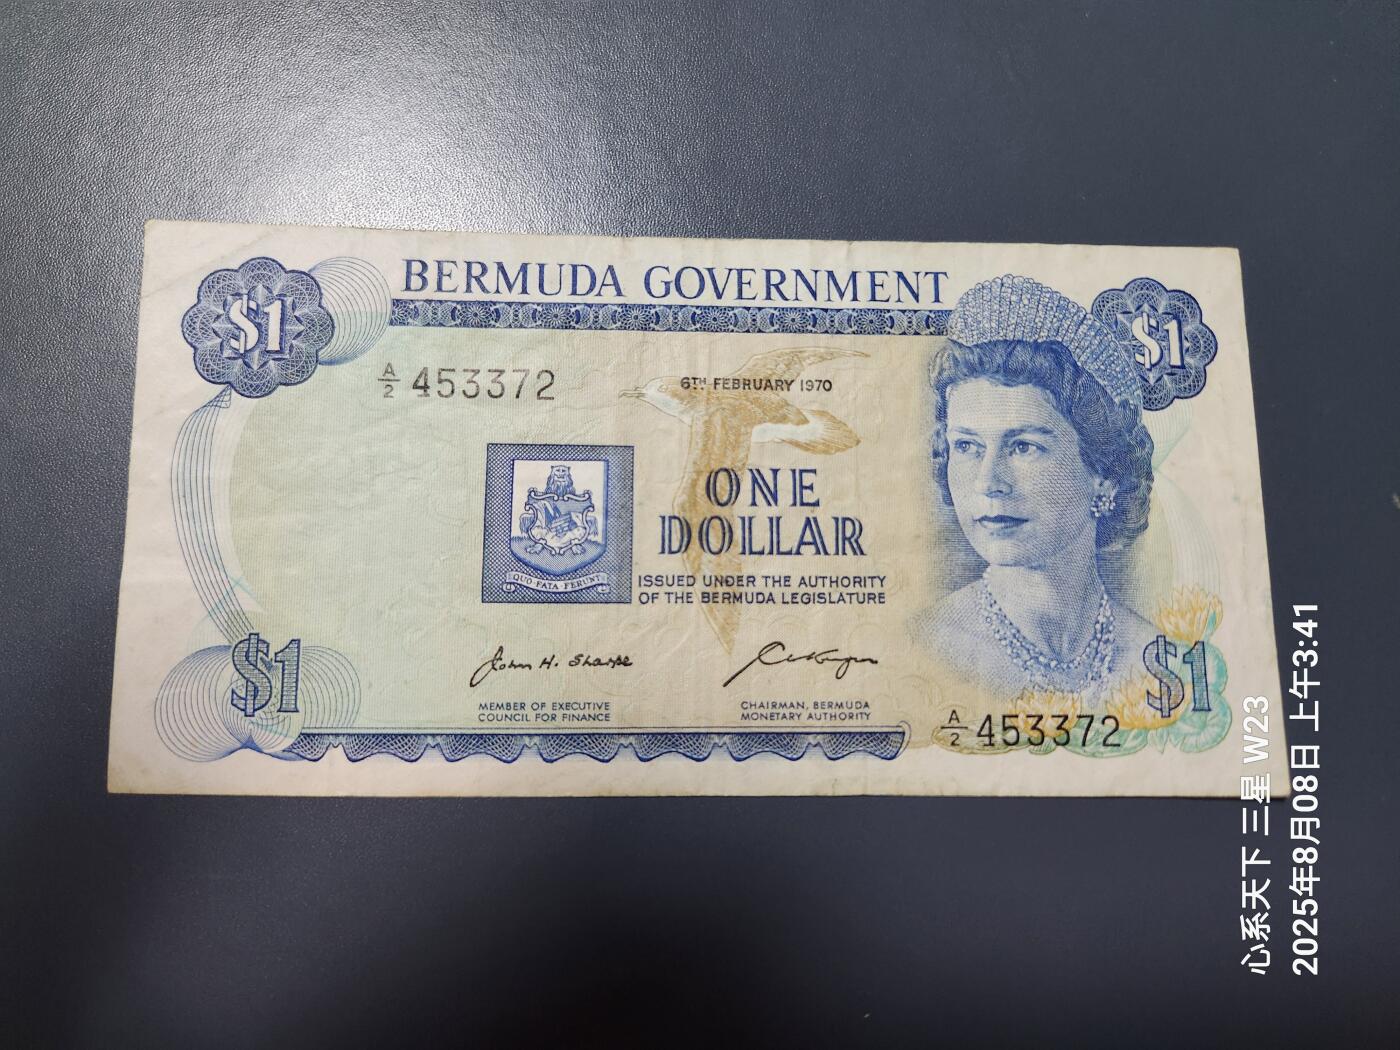 BERMUDA GOVERNMENT
$1
$1
A/2 453372
6TH FEBRUARY 1970
ONE
DOLLAR
ISSUED UNDER THE AUTHORITY
OF THE BERMUDA LEGISLATURE
QUO FATA FERUNT
John H. Sharpe
MEMBER OF EXECUTIVE
COUNCIL FOR FINANCE
CHAIRMAN, BERMUDA
MONETARY AUTHORITY
$1
$1
A/2 453372
心系天下 三星 W23
2025年8月08日 上午3:41